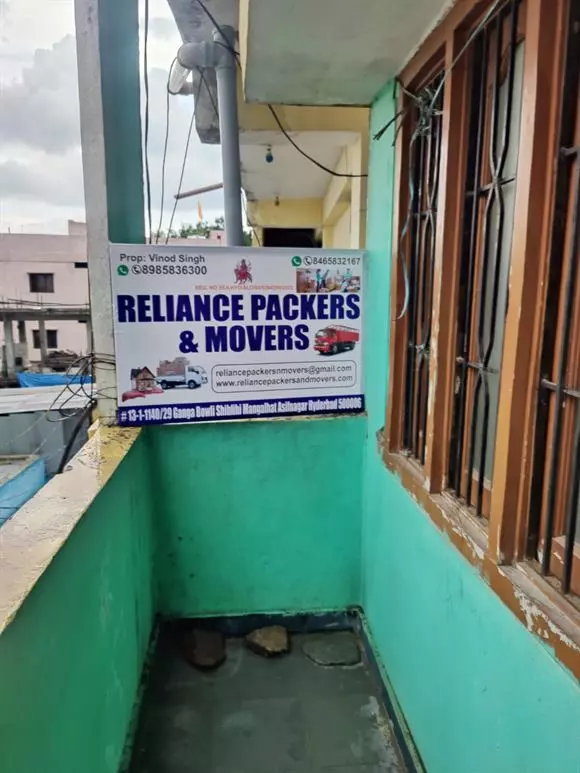 Prop: Vinod Singh
8985836300
8465832167
RELIANCE PACKERS
& MOVERS
reliancepackersnmovers@gmail.com
www.reliancepackersandmovers.com
# 13-1-1140/29 Ganga Bowli Shibdhi Mangalhat Asifnagar Hyderbad 500006